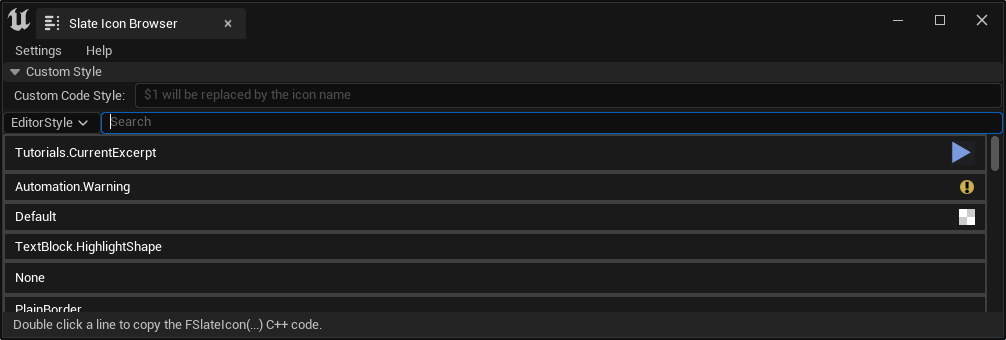 Slate Icon Browser
Settings Help
Custom Style
Custom Code Style: $1 will be replaced by the icon name
EditorStyle Search
Tutorials.CurrentExcerpt
Automation.Warning
Default
TextBlock.HighlightShape
None
PlainBorder
Double click a line to copy the FSlateIcon(...) C++ code.